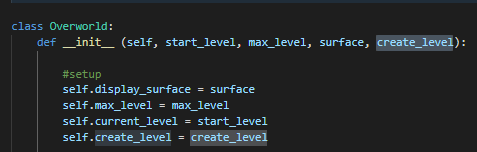 class Overworld:
    def __init__ (self, start_level, max_level, surface, create_level):
        #setup
        self.display_surface = surface
        self.max_level = max_level
        self.current_level = start_level
        self.create_level = create_level